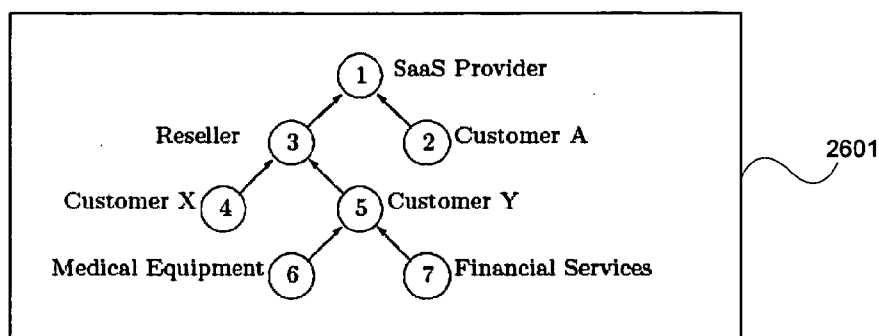 1 SaaS Provider
Reseller 3 2 Customer A
2601
Customer X 4 5 Customer Y
Medical Equipment 6 7 Financial Services